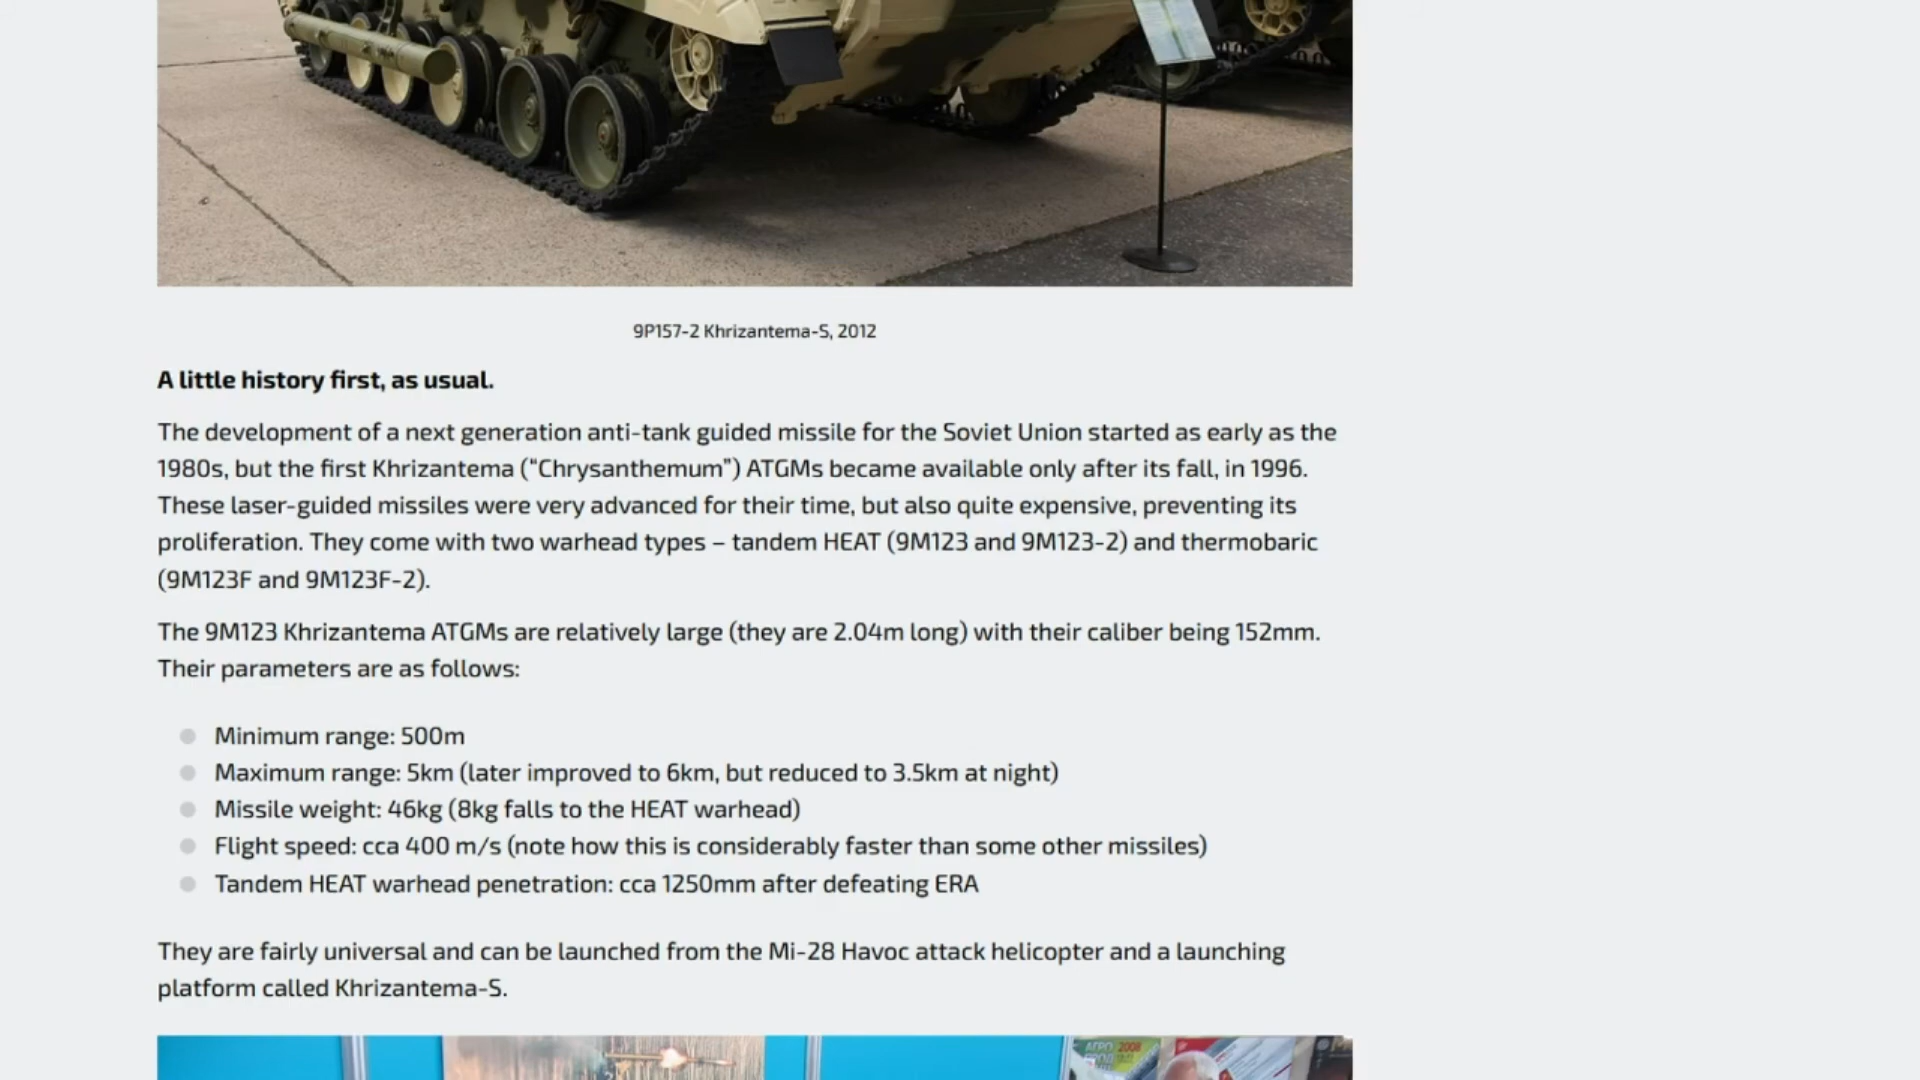 9P157-2 Khrizantema-S, 2012
A little history first, as usual.
The development of a next generation anti-tank guided missile for the Soviet Union started as early as the
1980s, but the first Khrizantema (“Chrysanthemum”) ATGMs became available only after its fall, in 1996.
These laser-guided missiles were very advanced for their time, but also quite expensive, preventing its
proliferation. They come with two warhead types – tandem HEAT (9M123 and 9M123-2) and thermobaric
(9M123F and 9M123F-2).
The 9M123 Khrizantema ATGMs are relatively large (they are 2.04m long) with their caliber being 152mm.
Their parameters are as follows:
Minimum range: 500m
Maximum range: 5km (later improved to 6km, but reduced to 3.5km at night)
Missile weight: 46kg (8kg falls to the HEAT warhead)
Flight speed: cca 400 m/s (note how this is considerably faster than some other missiles)
Tandem HEAT warhead penetration: cca 1250mm after defeating ERA
They are fairly universal and can be launched from the Mi-28 Havoc attack helicopter and a launching
platform called Khrizantema-S.
2008